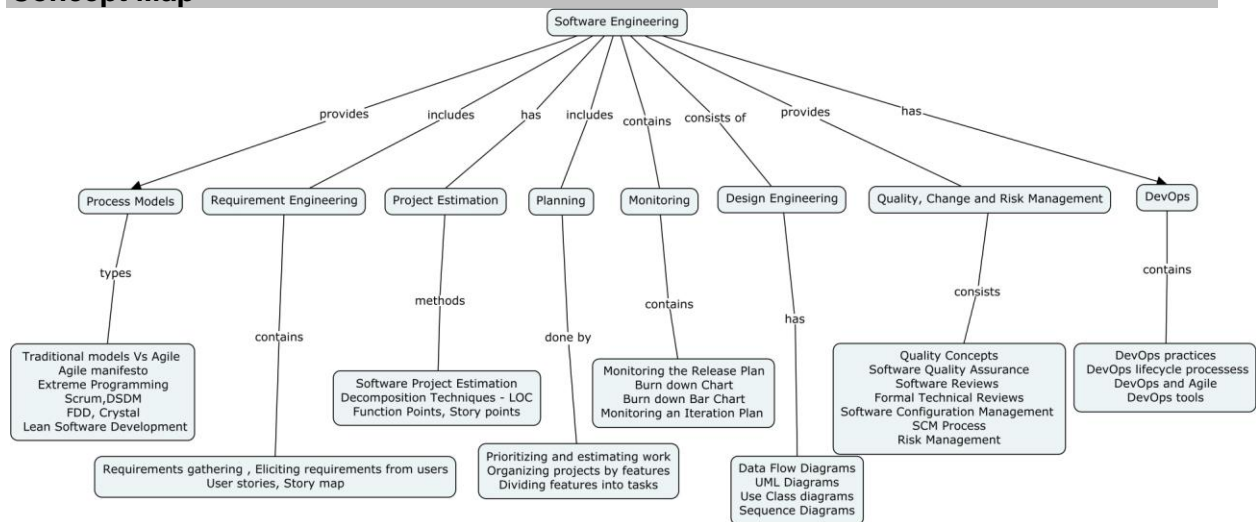 Concept Map
Software Engineering
provides
includes
has
includes
contains
consists of
provides
has
Process Models
Requirement Engineering
Project Estimation
Planning
Monitoring
Design Engineering
Quality, Change and Risk Management
DevOps
types
contains
methods
done by
contains
has
consists
contains
Traditional models Vs Agile
Agile manifesto
Extreme Programming
Scrum,DSDM
FDD, Crystal
Lean Software Development
Requirements gathering , Eliciting requirements from users
User stories, Story map
Software Project Estimation
Decomposition Techniques - LOC
Function Points, Story points
Prioritizing and estimating work
Organizing projects by features
Dividing features into tasks
Monitoring the Release Plan
Burn down Chart
Burn down Bar Chart
Monitoring an Iteration Plan
Data Flow Diagrams
UML Diagrams
Use Class diagrams
Sequence Diagrams
Quality Concepts
Software Quality Assurance
Software Reviews
Formal Technical Reviews
Software Configuration Management
SCM Process
Risk Management
DevOps practices
DevOps lifecycle processess
DevOps and Agile
DevOps tools